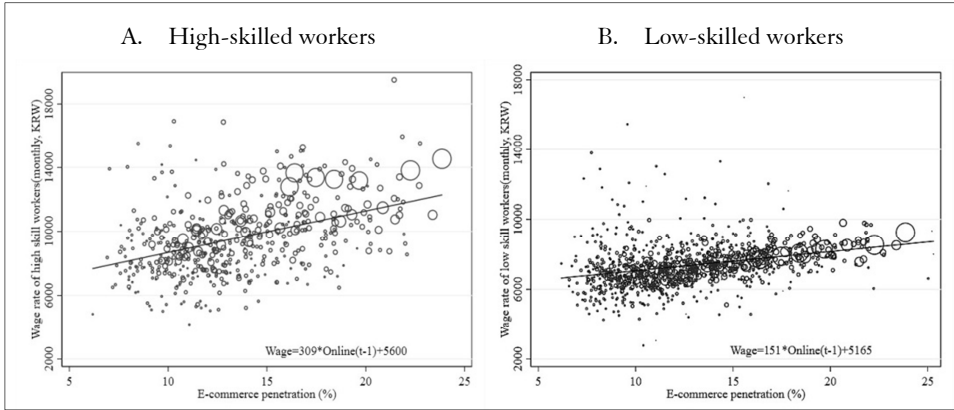 A. High-skilled workers
Wage rate of high skill workers(monthly, KRW)
18000
14000
10000
6000
2000
Wage=309*Online(t-1)+5600
5 10 15 20 25
E-commerce penetration (%)
B. Low-skilled workers
Wage rate of low skill workers(monthly, KRW)
18000
14000
10000
6000
2000
Wage=151*Online(t-1)+5165
5 10 15 20 25
E-commerce penetration (%)